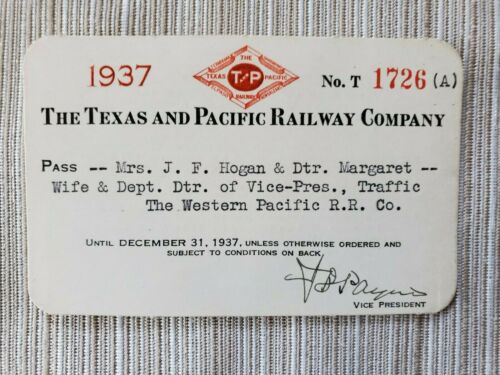 1937
THE
TEXAS T&P PACIFIC
RAILWAY
No. T 1726 (A)
THE TEXAS AND PACIFIC RAILWAY COMPANY
PASS -- Mrs. J. F. Hogan & Dtr. Margaret --
Wife & Dept. Dtr. of Vice-Pres., Traffic
The Western Pacific R.R. Co.
UNTIL DECEMBER 31, 1937, UNLESS OTHERWISE ORDERED AND
SUBJECT TO CONDITIONS ON BACK
VICE PRESIDENT